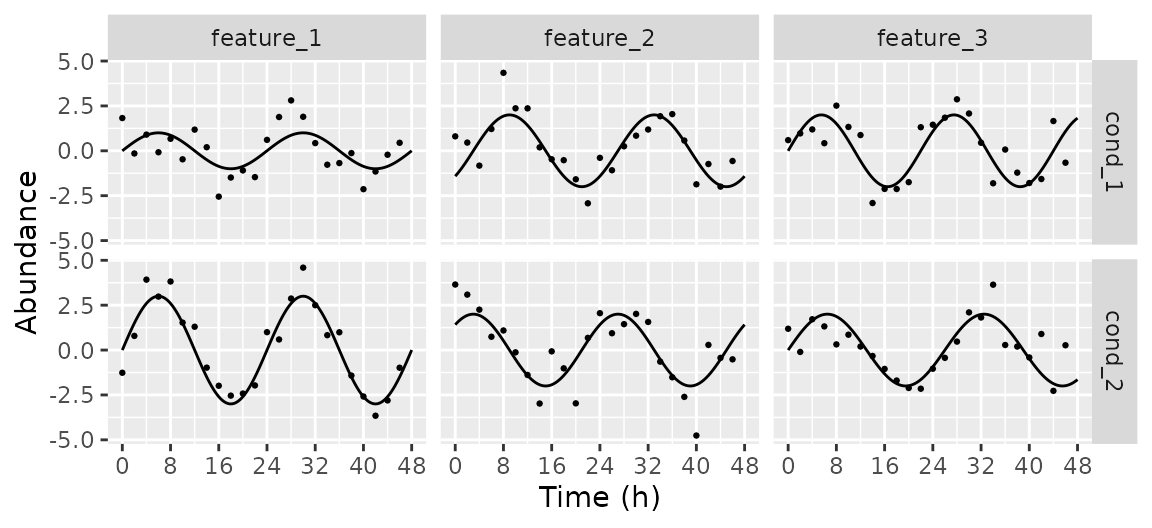 feature_1 feature_2 feature_3
5.0
2.5
0.0
-2.5
-5.0
cond_1
Abundance
5.0
2.5
0.0
-2.5
-5.0
cond_2
0 8 16 24 32 40 48 0 8 16 24 32 40 48 0 8 16 24 32 40 48
Time (h)